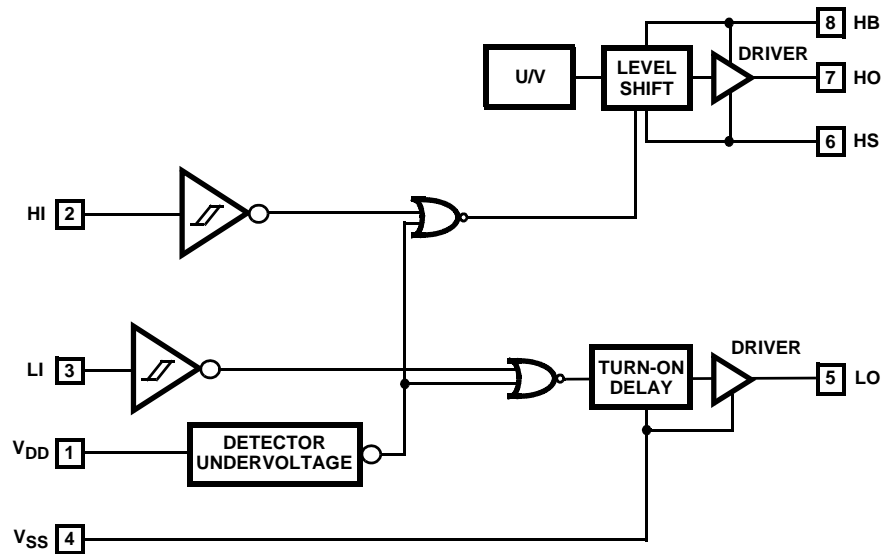 8 HB
DRIVER
U/V
LEVEL
SHIFT
7 HO
6 HS
HI 2
LI 3
DRIVER
TURN-ON
DELAY
5 LO
VDD 1
DETECTOR
UNDERVOLTAGE
VSS 4